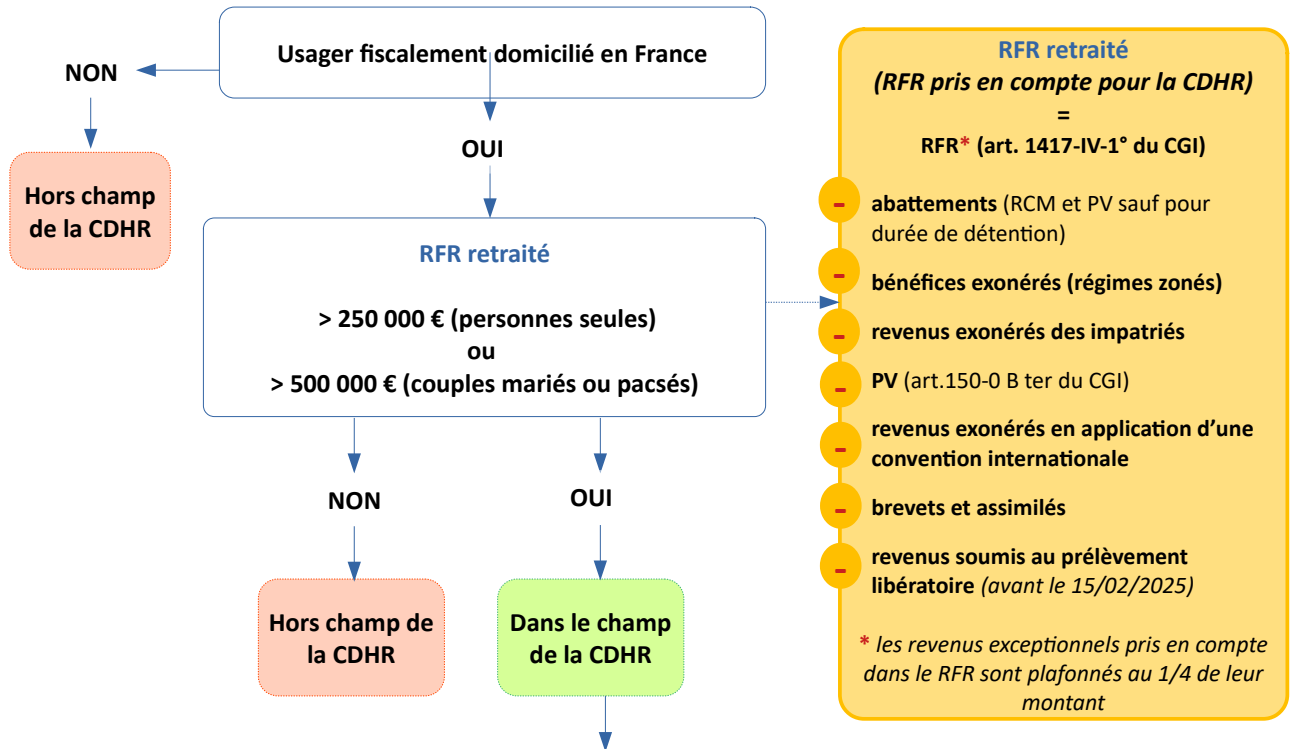 Usager fiscalement domicilié en France
NON
OUI
Hors champ
de la CDHR
RFR retraité
> 250 000 € (personnes seules)
ou
> 500 000 € (couples mariés ou pacsés)
NON
OUI
Hors champ de
la CDHR
Dans le champ
de la CDHR
RFR retraité
(RFR pris en compte pour la CDHR)
=
RFR* (art. 1417-IV-1° du CGI)
- abattements (RCM et PV sauf pour
durée de détention)
- bénéfices exonérés (régimes zonés)
- revenus exonérés des impatriés
- PV (art.150-0 B ter du CGI)
- revenus exonérés en application d’une
convention internationale
- brevets et assimilés
- revenus soumis au prélèvement
libératoire (avant le 15/02/2025)
* les revenus exceptionnels pris en compte
dans le RFR sont plafonnés au 1/4 de leur
montant